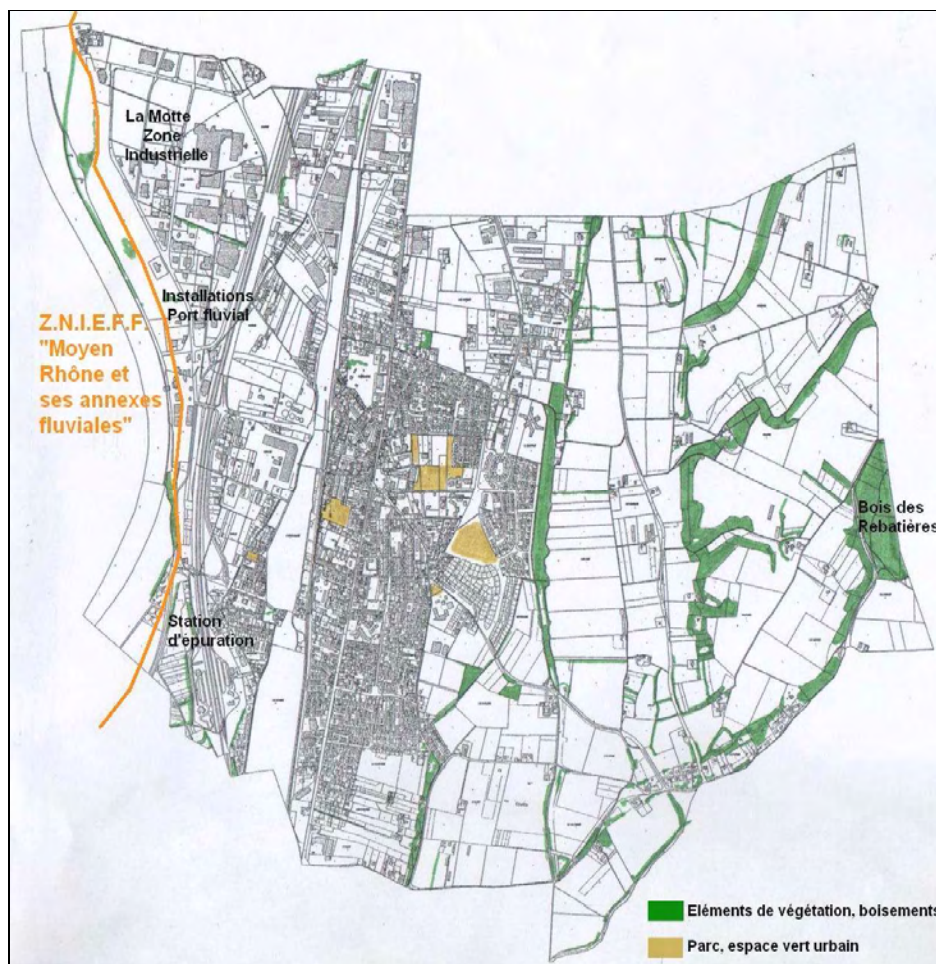 La Motte
Zone
Industrielle
Installations
Port fluvial
Z.N.I.E.F.F.
"Moyen
Rhône et
ses annexes
fluviales"
Bois des
Rebatières
Station
d'épuration
Eléments de végétation, boisements
Parc, espace vert urbain